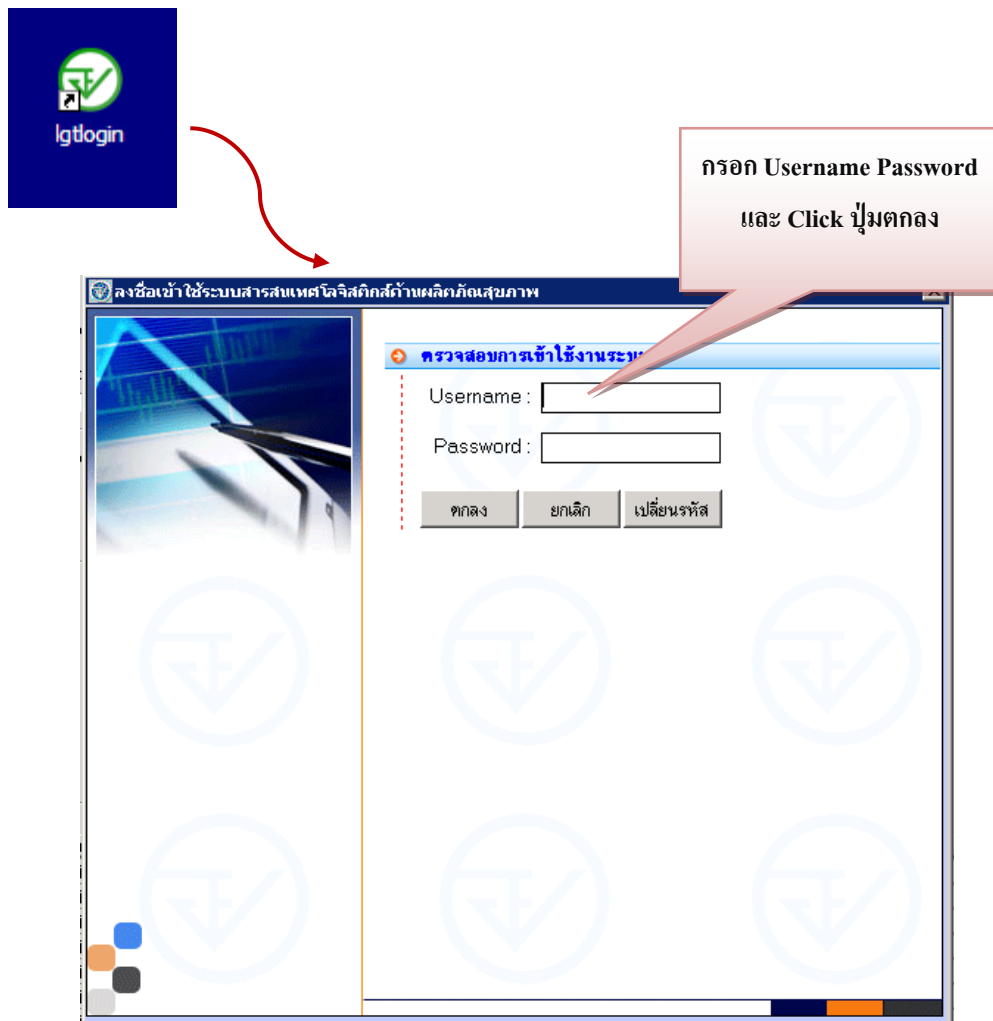 lgtlogin
กรอก Username Password
และ Click ปุ่มตกลง
ลงชื่อเข้าใช้ระบบสารสนเทศโลจิสติกส์ด้านผลิตภัณสุขภาพ
ตรวจสอบการเข้าใช้งานระบบ
Username :
Password :
ตกลง ยกเลิก เปลี่ยนรหัส